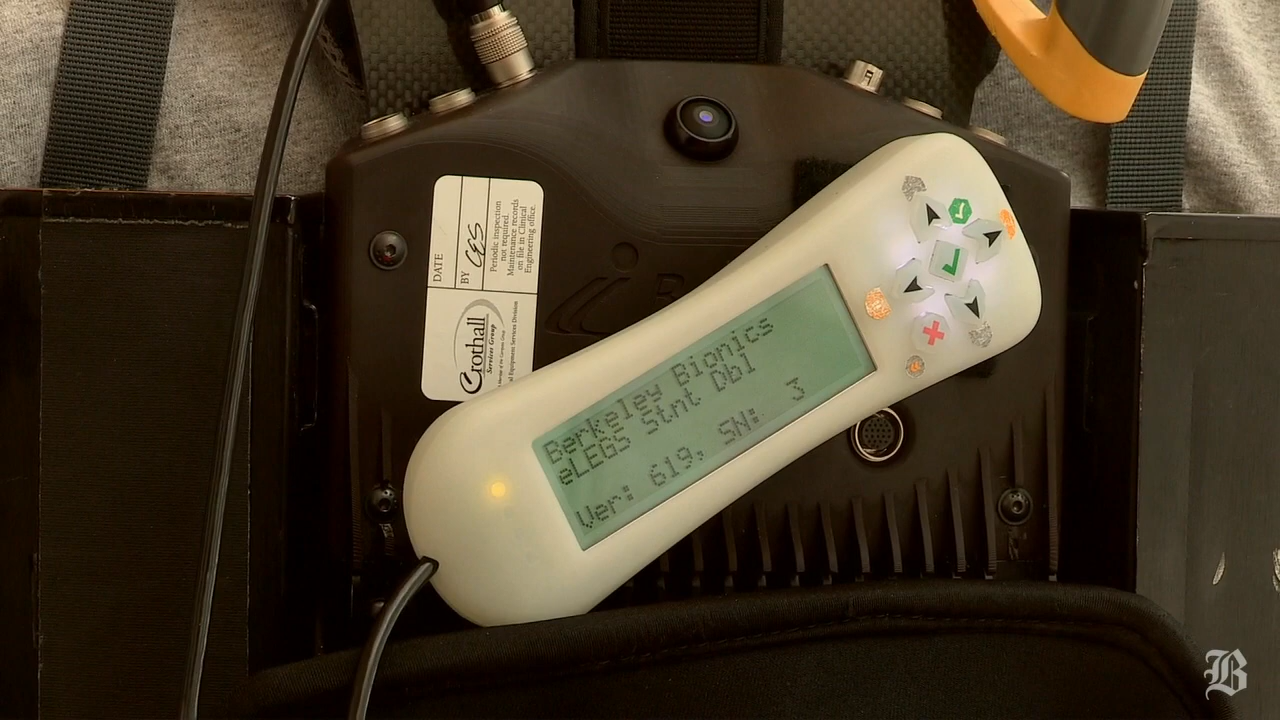 Berkeley Bionics
eLEGS Stnt Dbl
Ver: 619, SN: 3
DATE
BY
GES
Periodic inspection
not required.
Maintenance records
on file in Clinical
Engineering office.
Crothall
Services Group
B